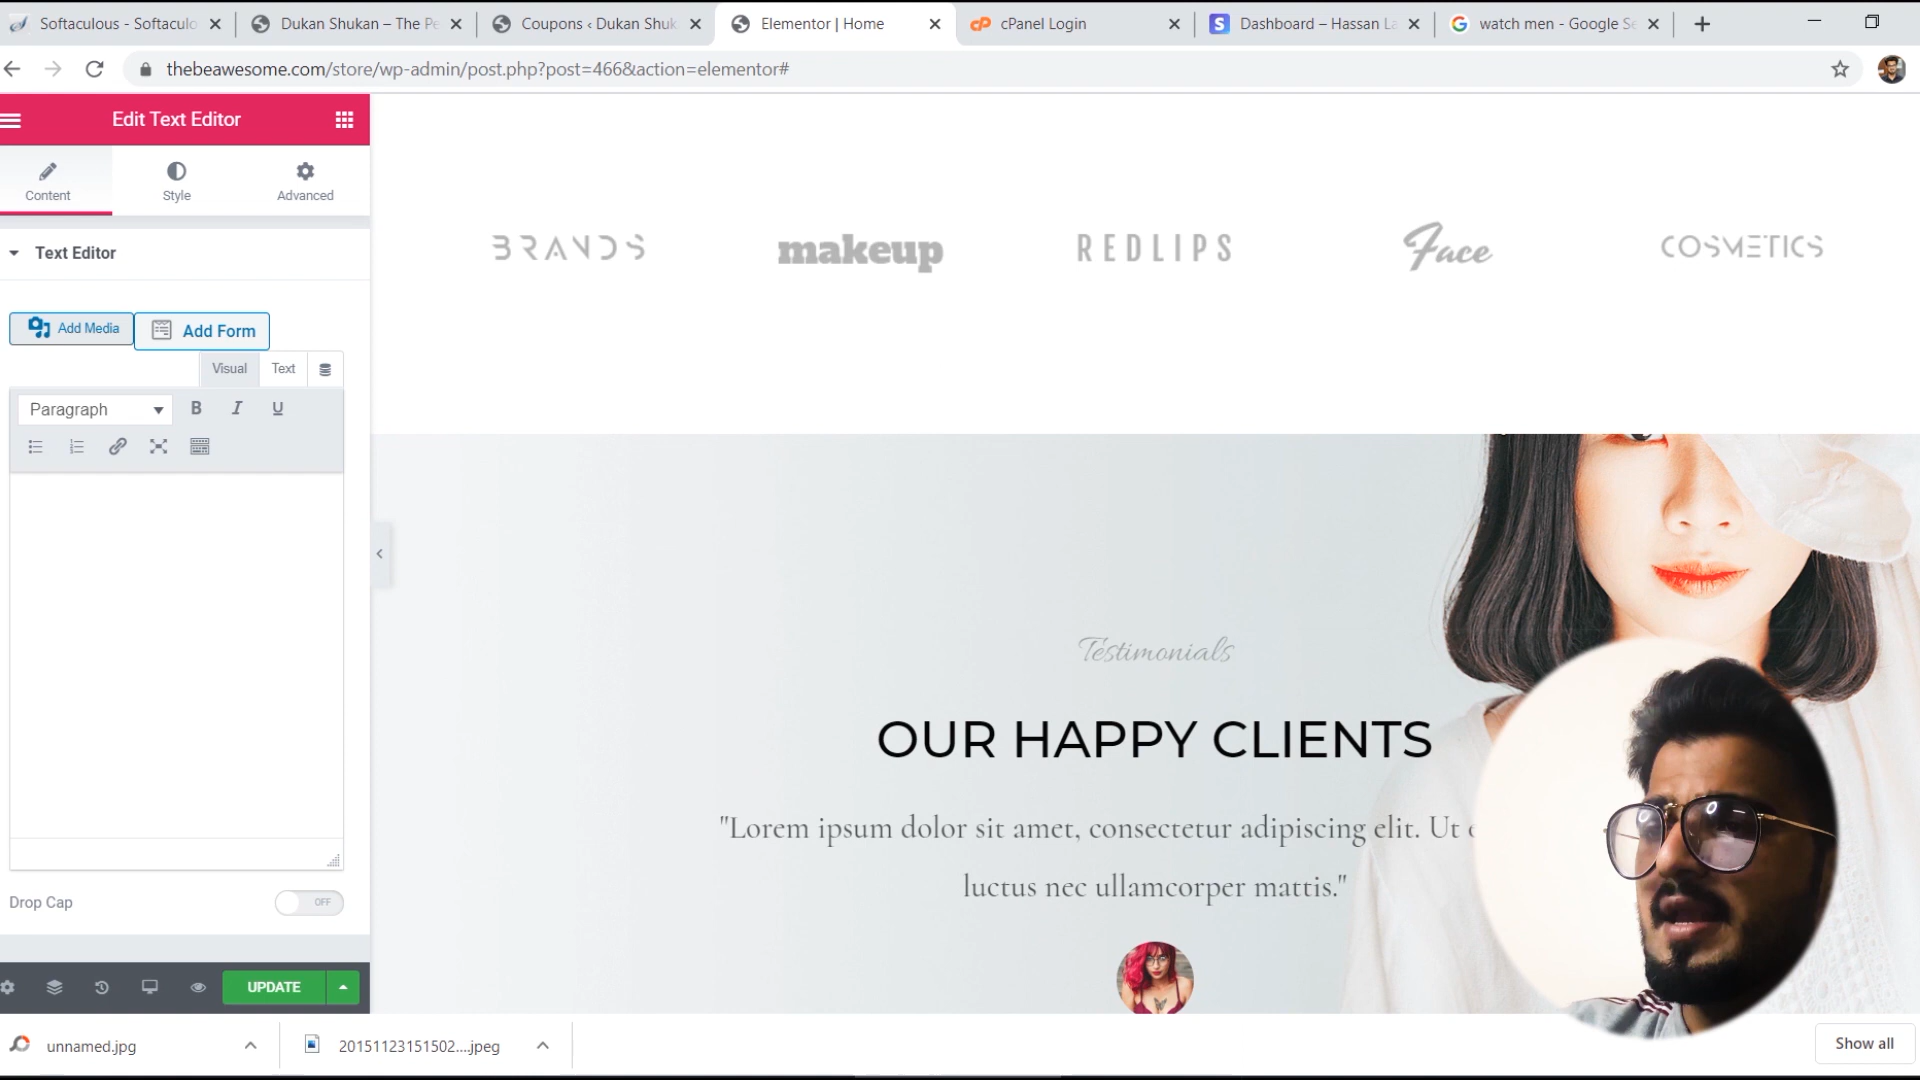 Softaculous - Softaculo
Dukan Shukan – The Pe
Coupons ‹ Dukan Shuk
Elementor | Home
cPanel Login
Dashboard – Hassan La
watch men - Google Se
thebeawesome.com/store/wp-admin/post.php?post=466&action=elementor#
Edit Text Editor
Content
Style
Advanced
Text Editor
Add Media
Add Form
Visual
Text
Paragraph
B I U
Drop Cap
OFF
UPDATE
BRANDS
makeup
REDLIPS
Face
COSMETICS
Testimonials
OUR HAPPY CLIENTS
"Lorem ipsum dolor sit amet, consectetur adipiscing elit. Ut
luctus nec ullamcorper mattis."
unnamed.jpg
20151123151502....jpeg
Show all